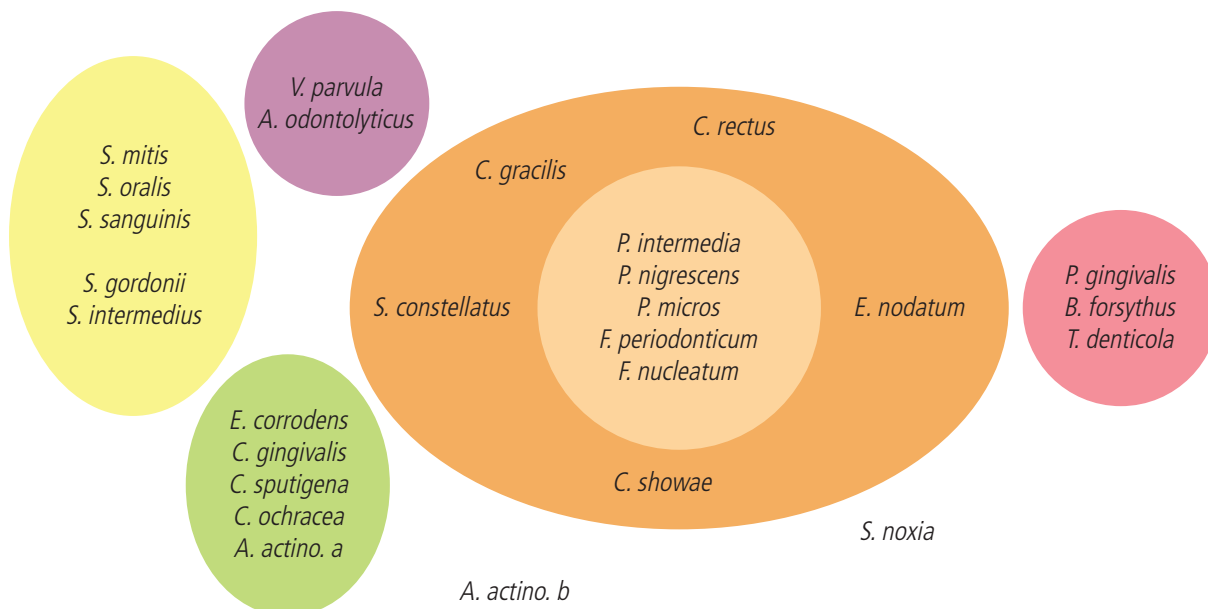 V. parvula
A. odontolyticus
S. mitis
S. oralis
S. sanguinis
S. gordonii
S. intermedius
E. corrodens
C. gingivalis
C. sputigena
C. ochracea
A. actino. a
C. rectus
C. gracilis
S. constellatus
P. intermedia
P. nigrescens
P. micros
F. periodonticum
F. nucleatum
E. nodatum
C. showae
P. gingivalis
B. forsythus
T. denticola
S. noxia
A. actino. b